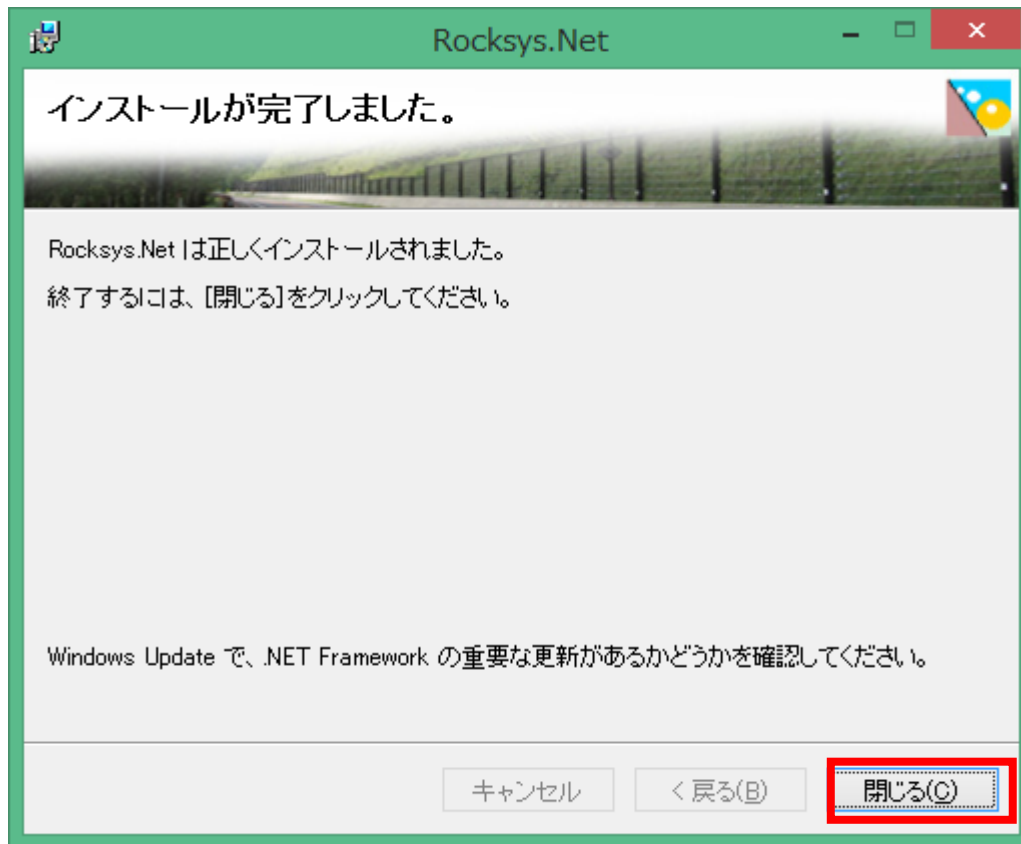 Rocksys.Net
インストールが完了しました。
Rocksys.Net は正しくインストールされました。
終了するには、[閉じる]をクリックしてください。
Windows Update で、.NET Framework の重要な更新があるかどうかを確認してください。
キャンセル
< 戻る(B)
閉じる(C)